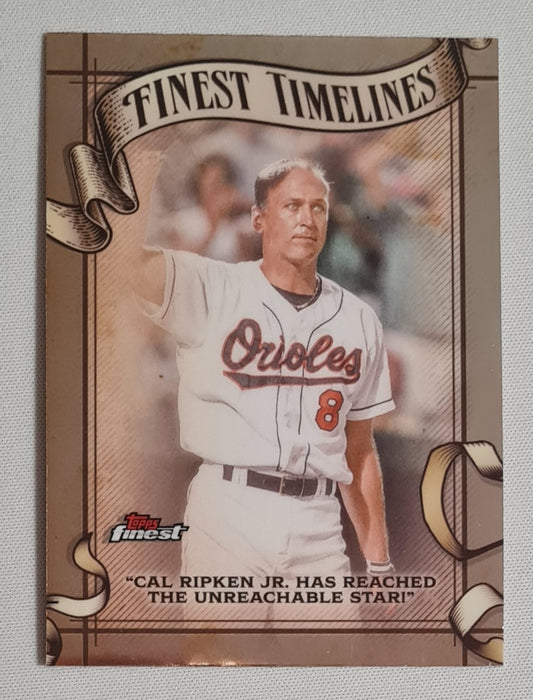 FINEST TIMELINES
Orioles
8
TOPPS
finest
"CAL RIPKEN JR. HAS REACHED
THE UNREACHABLE STAR!"